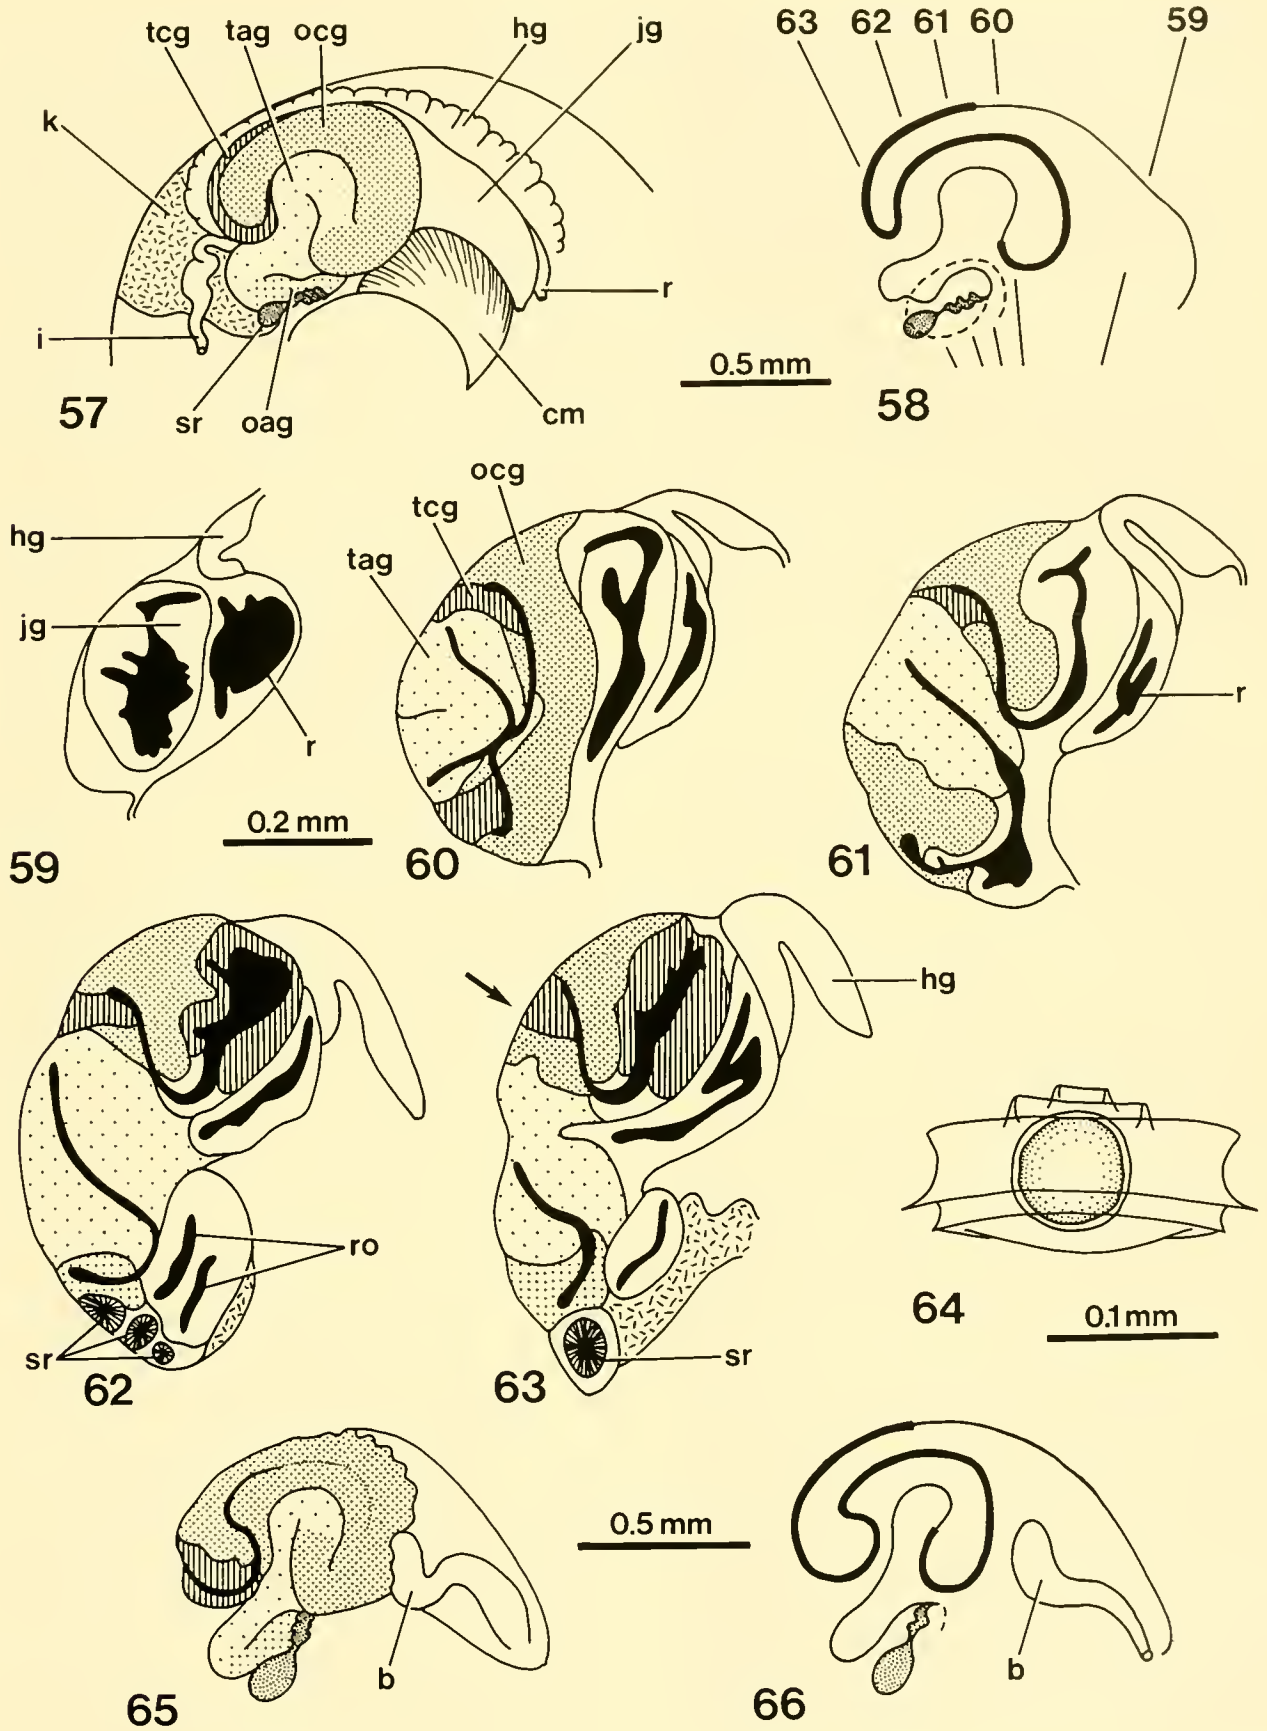 tcg tag ocg hg jg
k
i
r
sr oag cm
0.5 mm
57
63 62 61 60 59
58
hg
jg
r
0.2 mm
59
ocg
tcg
tag
60
r
61
ro
sr
62
hg
sr
63
64
0.1 mm
b
65
0.5 mm
b
66